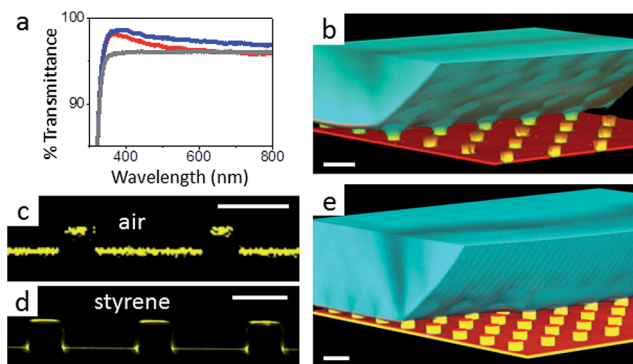 a
100
90
% Transmittance
400
600
800
Wavelength (nm)
b
c
air
d
styrene
e